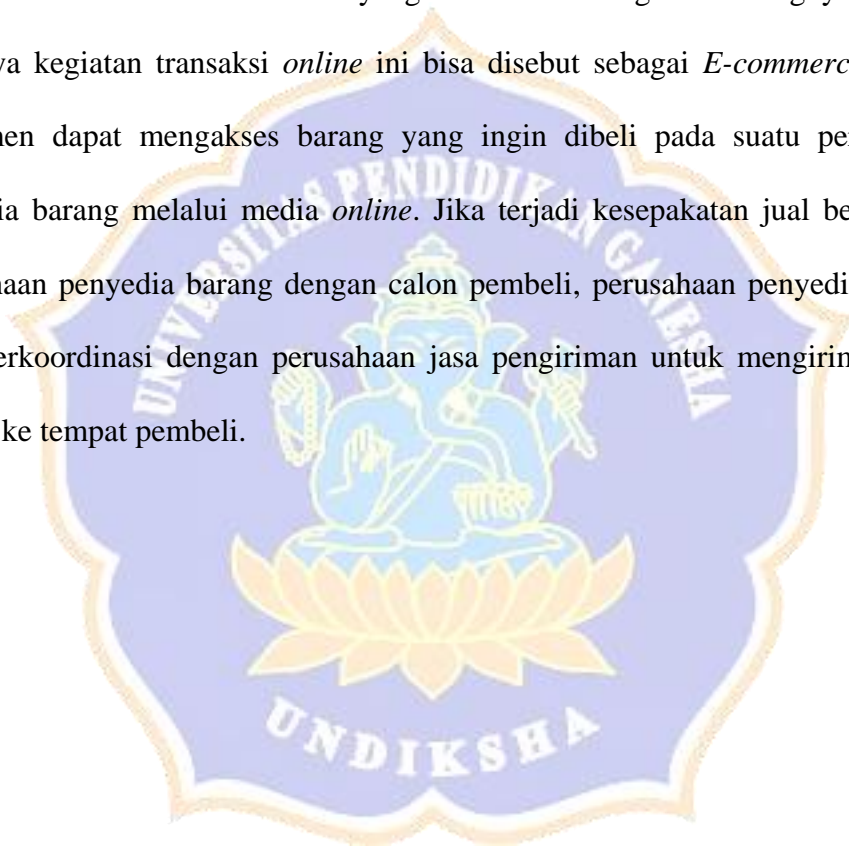 ya kegiatan transaksi online ini bisa disebut sebagai E-commerc
men dapat mengakses barang yang ingin dibeli pada suatu per
ia barang melalui media online. Jika terjadi kesepakatan jual be
haan penyedia barang dengan calon pembeli, perusahaan penyedi
erkoordinasi dengan perusahaan jasa pengiriman untuk mengirim
ke tempat pembeli.
UNIVERSITAS PENDIDIKAN GANESHA
UNDIKSHA